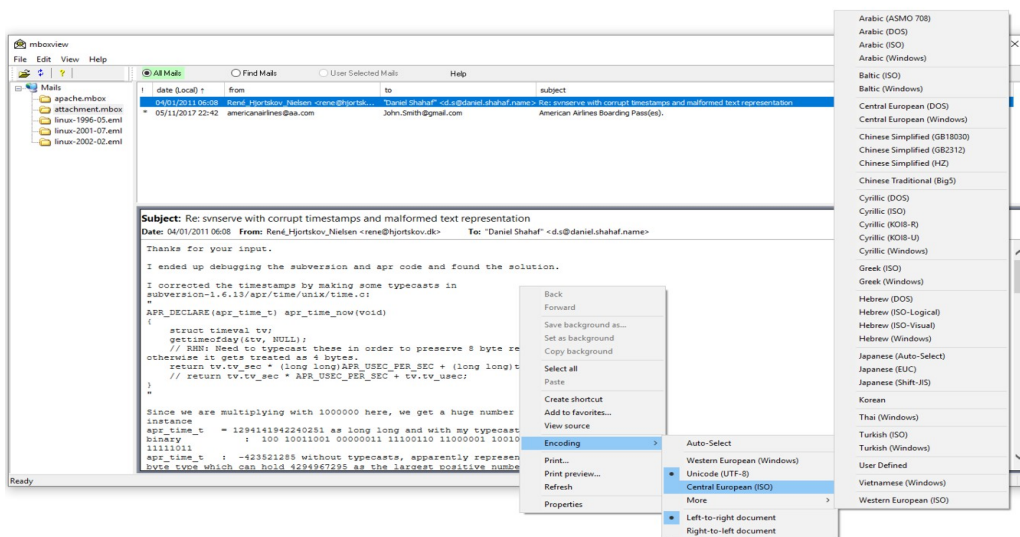 mboxview
File Edit View Help
All Mails Find Mails User Selected Mails Help
Mails
apache.mbox
attachment.mbox
linux-1996-05.eml
linux-2001-07.eml
linux-2002-02.eml
! date (Local) ↑ from to subject
04/01/2011 06:08 René_Hjortskov_Nielsen <rene@hjortsk... "Daniel Shahaf" <d.s@daniel.shahaf.name> Re: svnserve with corrupt timestamps and malformed text representation
* 05/11/2017 22:42 americanairlines@aa.com John.Smith@gmail.com American Airlines Boarding Pass(es).
Subject: Re: svnserve with corrupt timestamps and malformed text representation
Date: 04/01/2011 06:08 From: René_Hjortskov_Nielsen <rene@hjortskov.dk> To: "Daniel Shahaf" <d.s@daniel.shahaf.name>
Thanks for your input.
I ended up debugging the subversion and apr code and found the solution.
I corrected the timestamps by making some typecasts in
subversion-1.6.13/apr/time/unix/time.c:
"
APR_DECLARE(apr_time_t) apr_time_now(void)
{
struct timeval tv;
gettimeofday(&tv, NULL);
// RHN: Need to typecast these in order to preserve 8 byte re
otherwise it gets treated as 4 bytes.
return tv.tv_sec * (long long)APR_USEC_PER_SEC + (long long)t
// return tv.tv_sec * APR_USEC_PER_SEC + tv.tv_usec;
}
"
Since we are multiplying with 1000000 here, we get a huge number
instance
apr_time_t = 1294141942240251 as long long and with my typecast
binary : 100 10011001 00000011 11100110 11000001 10010
11111011
apr_time_t : -423521285 without typecasts, apparently represen
byte type which can hold 4294967295 as the largest positive numbe
Ready
Back
Forward
Save background as...
Set as background
Copy background
Select all
Paste
Create shortcut
Add to favorites...
View source
Encoding
Print...
Print preview...
Refresh
Properties
Auto-Select
Western European (Windows)
Unicode (UTF-8)
Central European (ISO)
More
Left-to-right document
Right-to-left document
Arabic (ASMO 708)
Arabic (DOS)
Arabic (ISO)
Arabic (Windows)
Baltic (ISO)
Baltic (Windows)
Central European (DOS)
Central European (Windows)
Chinese Simplified (GB18030)
Chinese Simplified (GB2312)
Chinese Simplified (HZ)
Chinese Traditional (Big5)
Cyrillic (DOS)
Cyrillic (ISO)
Cyrillic (KOI8-R)
Cyrillic (KOI8-U)
Cyrillic (Windows)
Greek (ISO)
Greek (Windows)
Hebrew (DOS)
Hebrew (ISO-Logical)
Hebrew (ISO-Visual)
Hebrew (Windows)
Japanese (Auto-Select)
Japanese (EUC)
Japanese (Shift-JIS)
Korean
Thai (Windows)
Turkish (ISO)
Turkish (Windows)
User Defined
Vietnamese (Windows)
Western European (ISO)